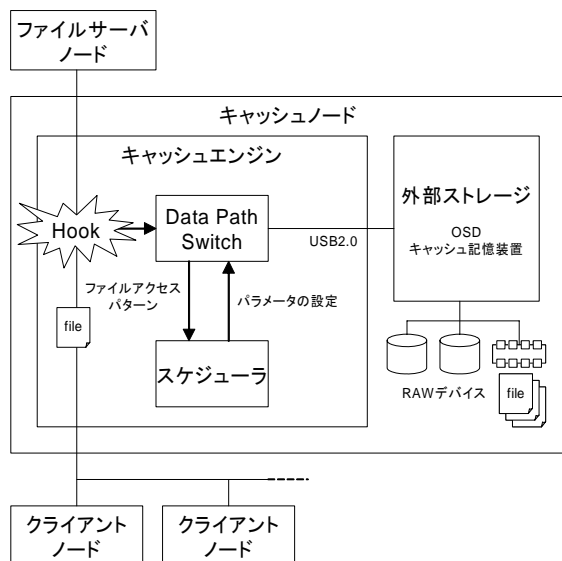 ファイルサーバ
ノード
キャッシュノード
キャッシュエンジン
Hook
Data Path
Switch
USB2.0
外部ストレージ
OSD
キャッシュ記憶装置
ファイルアクセス
パターン
パラメータの設定
file
スケジューラ
RAWデバイス
file
クライアント
ノード
クライアント
ノード